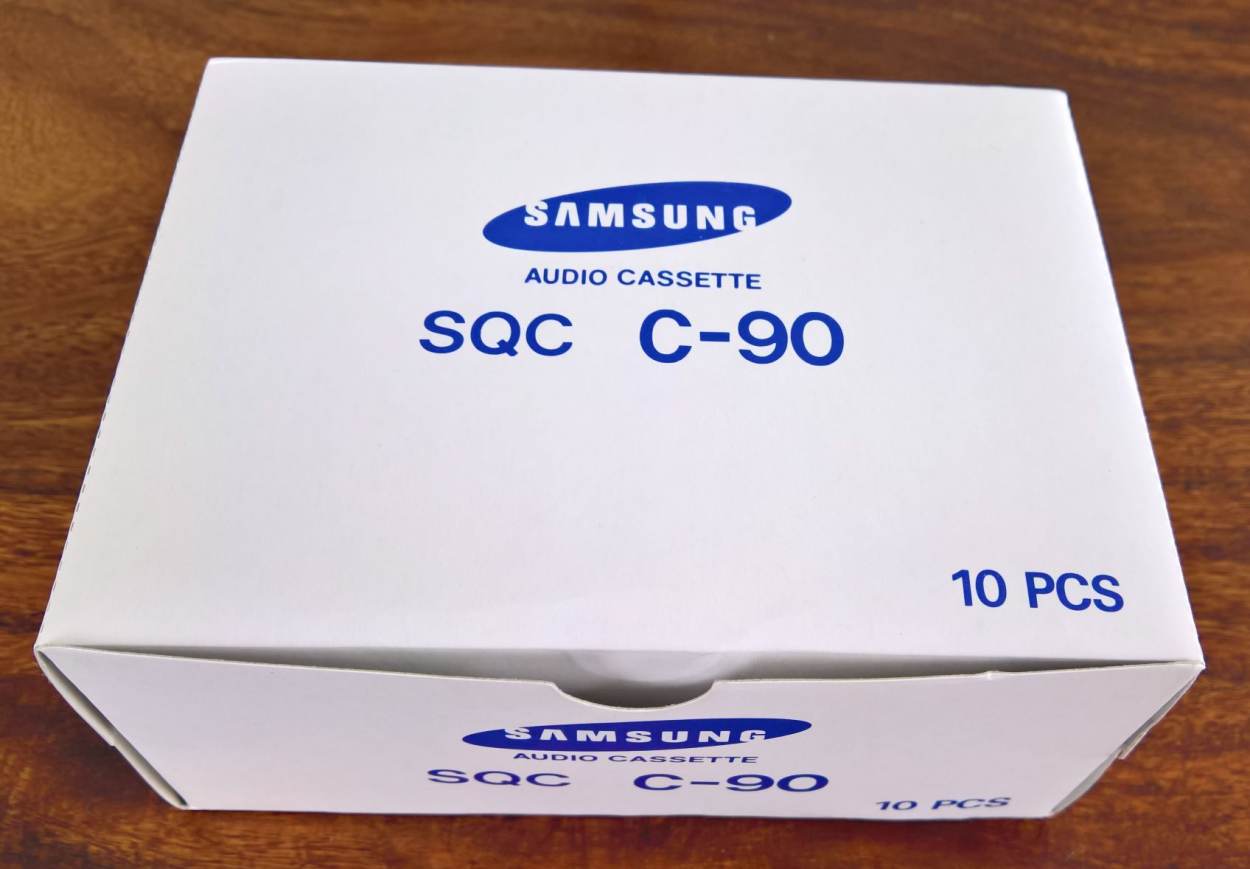 SAMSUNG
AUDIO CASSETTE
SQC C-90
10 PCS
SAMSUNG
AUDIO CASSETTE
SQC C-90
10 PCS